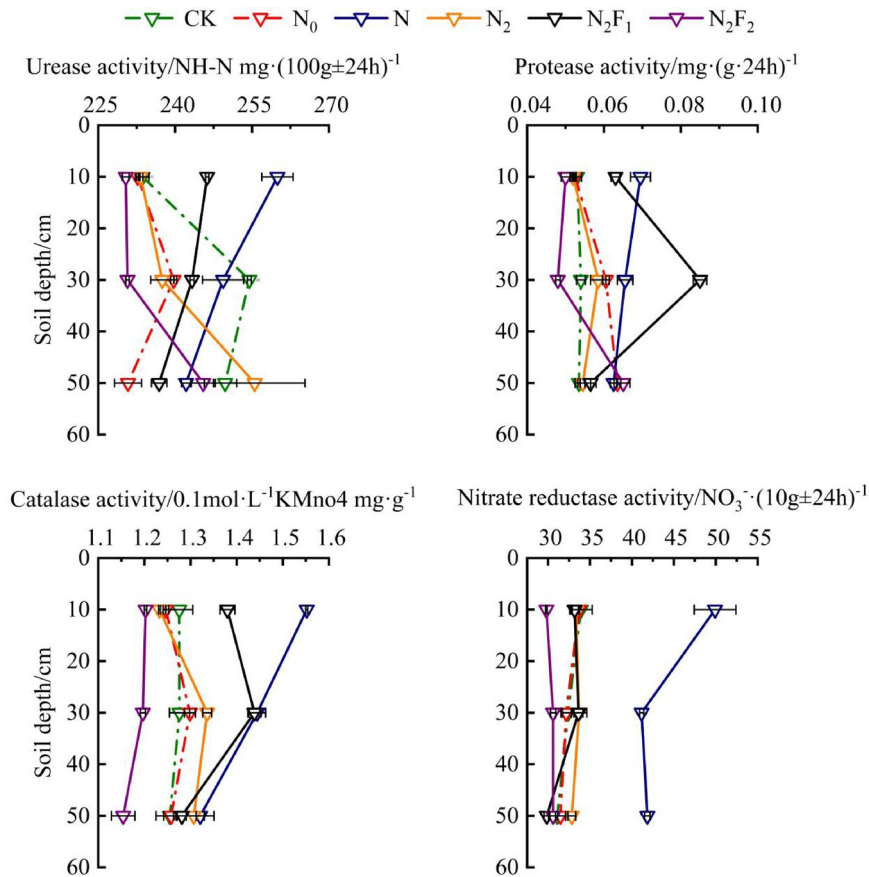 CK N₀ N N₂ N₂F₁ N₂F₂
Urease activity/NH-N mg·(100g±24h)⁻¹
225 240 255 270
Soil depth/cm
0
10
20
30
40
50
60
Protease activity/mg·(g·24h)⁻¹
0.04 0.06 0.08 0.10
0
10
20
30
40
50
60
Catalase activity/0.1mol·L⁻¹KMno4 mg·g⁻¹
1.1 1.2 1.3 1.4 1.5 1.6
Soil depth/cm
0
10
20
30
40
50
60
Nitrate reductase activity/NO₃⁻·(10g±24h)⁻¹
30 35 40 45 50 55
0
10
20
30
40
50
60